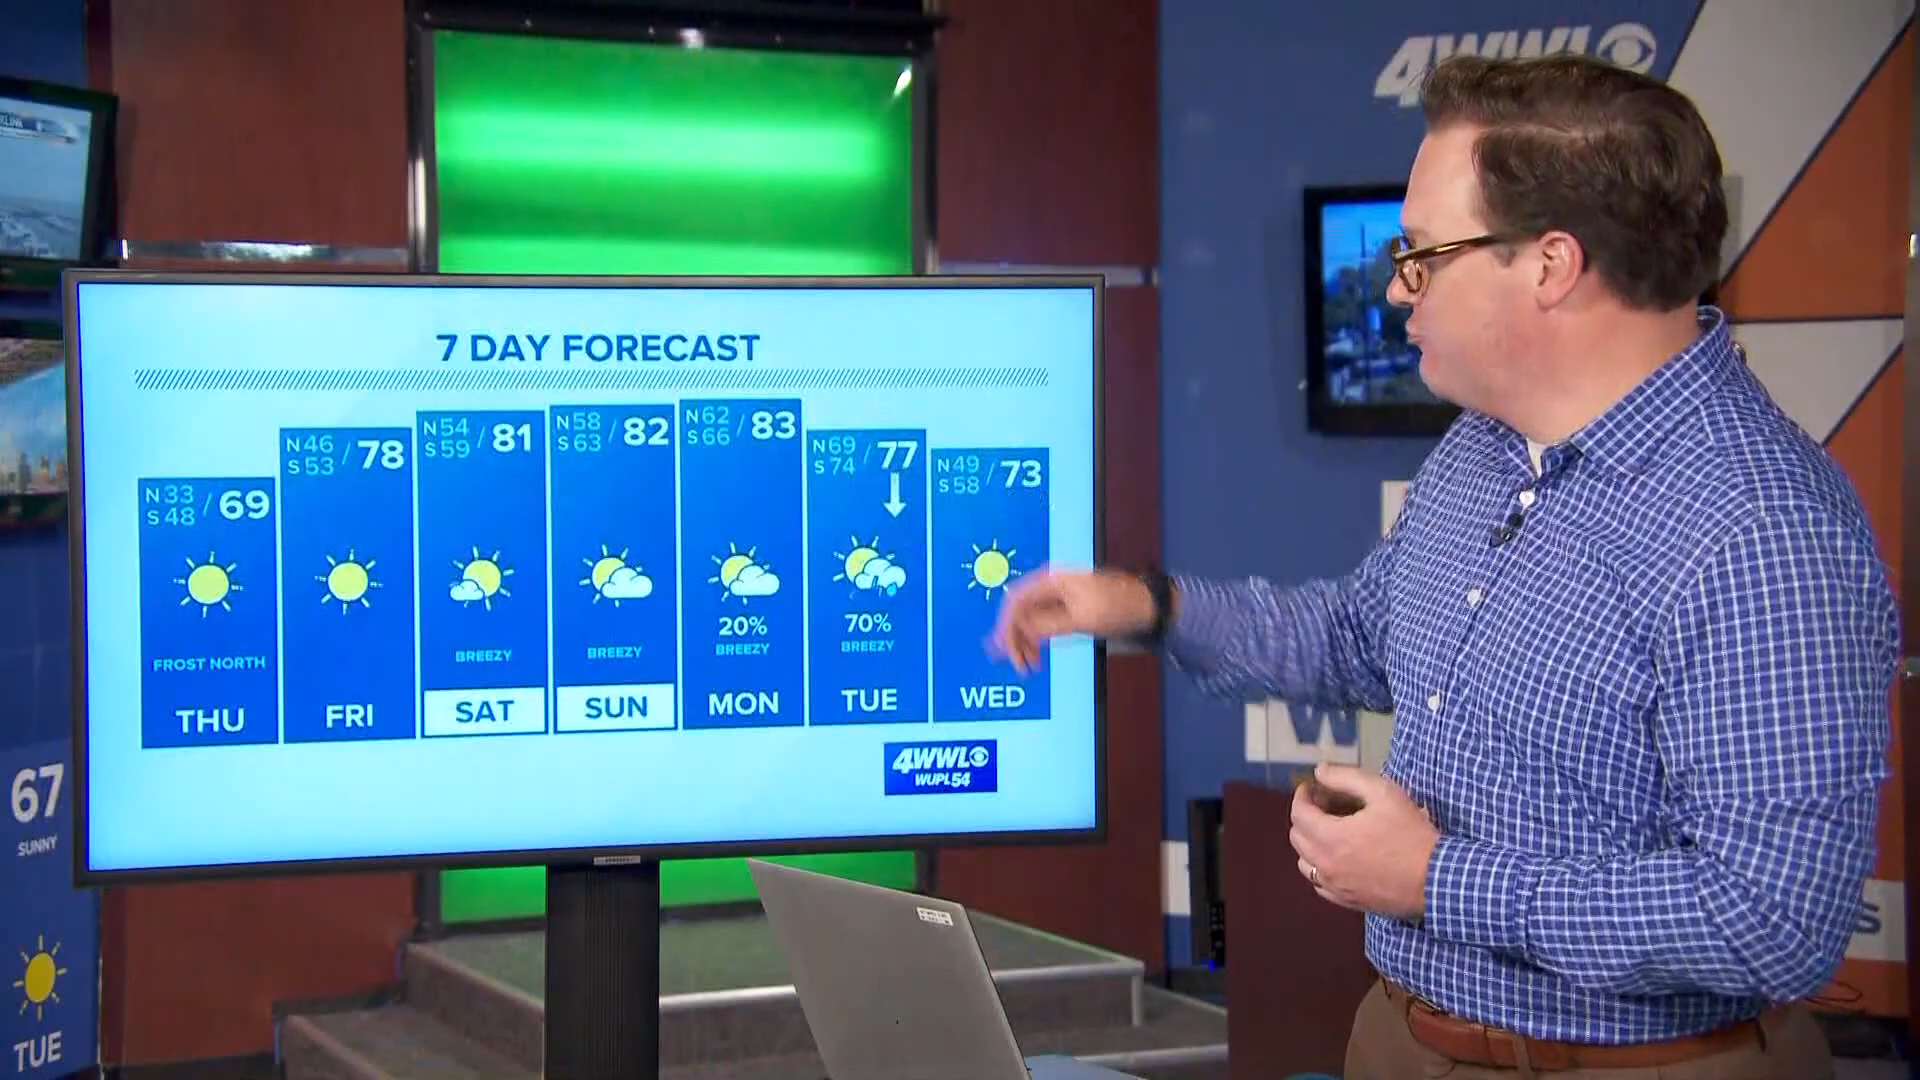 4WWL
7 DAY FORECAST
N33 S48 / 69
N46 S53 / 78
N54 S59 / 81
N58 S63 / 82
N62 S66 / 83
N69 S74 / 77
N49 S58 / 73
20%
70%
FROST NORTH
BREEZY
BREEZY
BREEZY
BREEZY
THU
FRI
SAT
SUN
MON
TUE
WED
4WWL
WUPL54
67
SUNNY
TUE
W
S